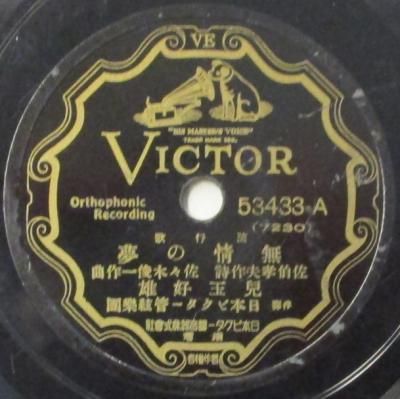 VE
"HIS MASTER'S VOICE"
TRADE MARK REG.
VICTOR
Orthophonic
Recording
53433-A
(7230)
流行歌
無情の夢
佐伯孝夫作詩 佐々木俊一作曲
兒玉好雄
伴奏 日本ビクター管絃樂團
日本ビクター蓄音器株式會社